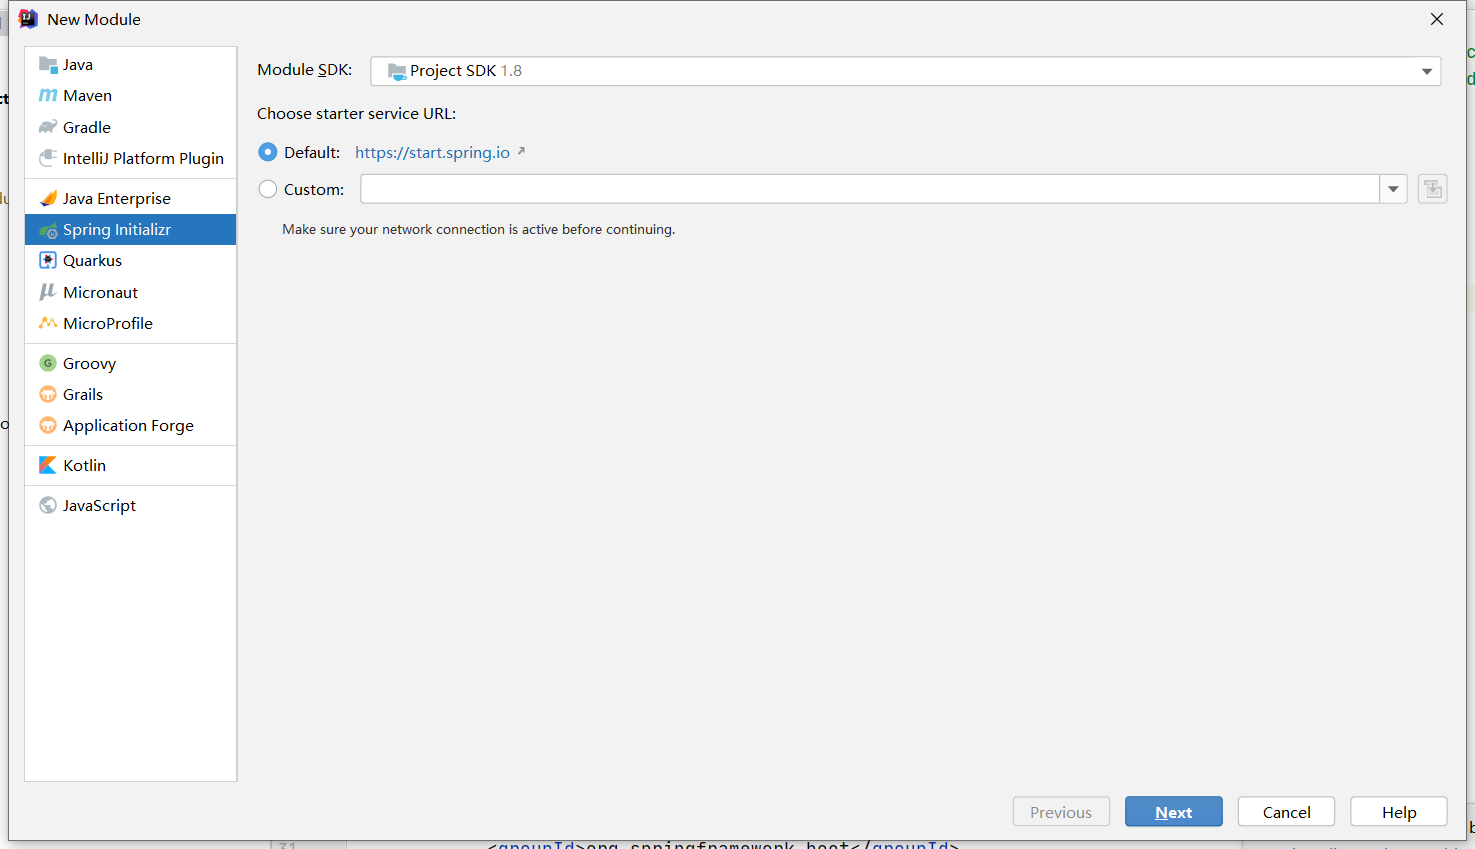 New Module
Java
Maven
Gradle
IntelliJ Platform Plugin
Java Enterprise
Spring Initializr
Quarkus
Micronaut
MicroProfile
Groovy
Grails
Application Forge
Kotlin
JavaScript
Module SDK: Project SDK 1.8
Choose starter service URL:
Default: https://start.spring.io
Custom:
Make sure your network connection is active before continuing.
Previous
Next
Cancel
Help
31 <groupId>org.springframework.boot</groupId>